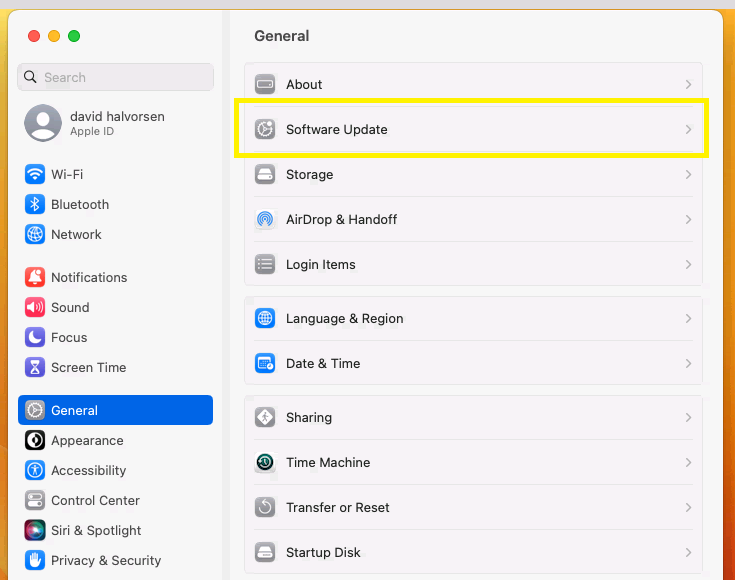 General
Search
david halvorsen
Apple ID
Wi-Fi
Bluetooth
Network
Notifications
Sound
Focus
Screen Time
General
Appearance
Accessibility
Control Center
Siri & Spotlight
Privacy & Security
About
Software Update
Storage
AirDrop & Handoff
Login Items
Language & Region
Date & Time
Sharing
Time Machine
Transfer or Reset
Startup Disk